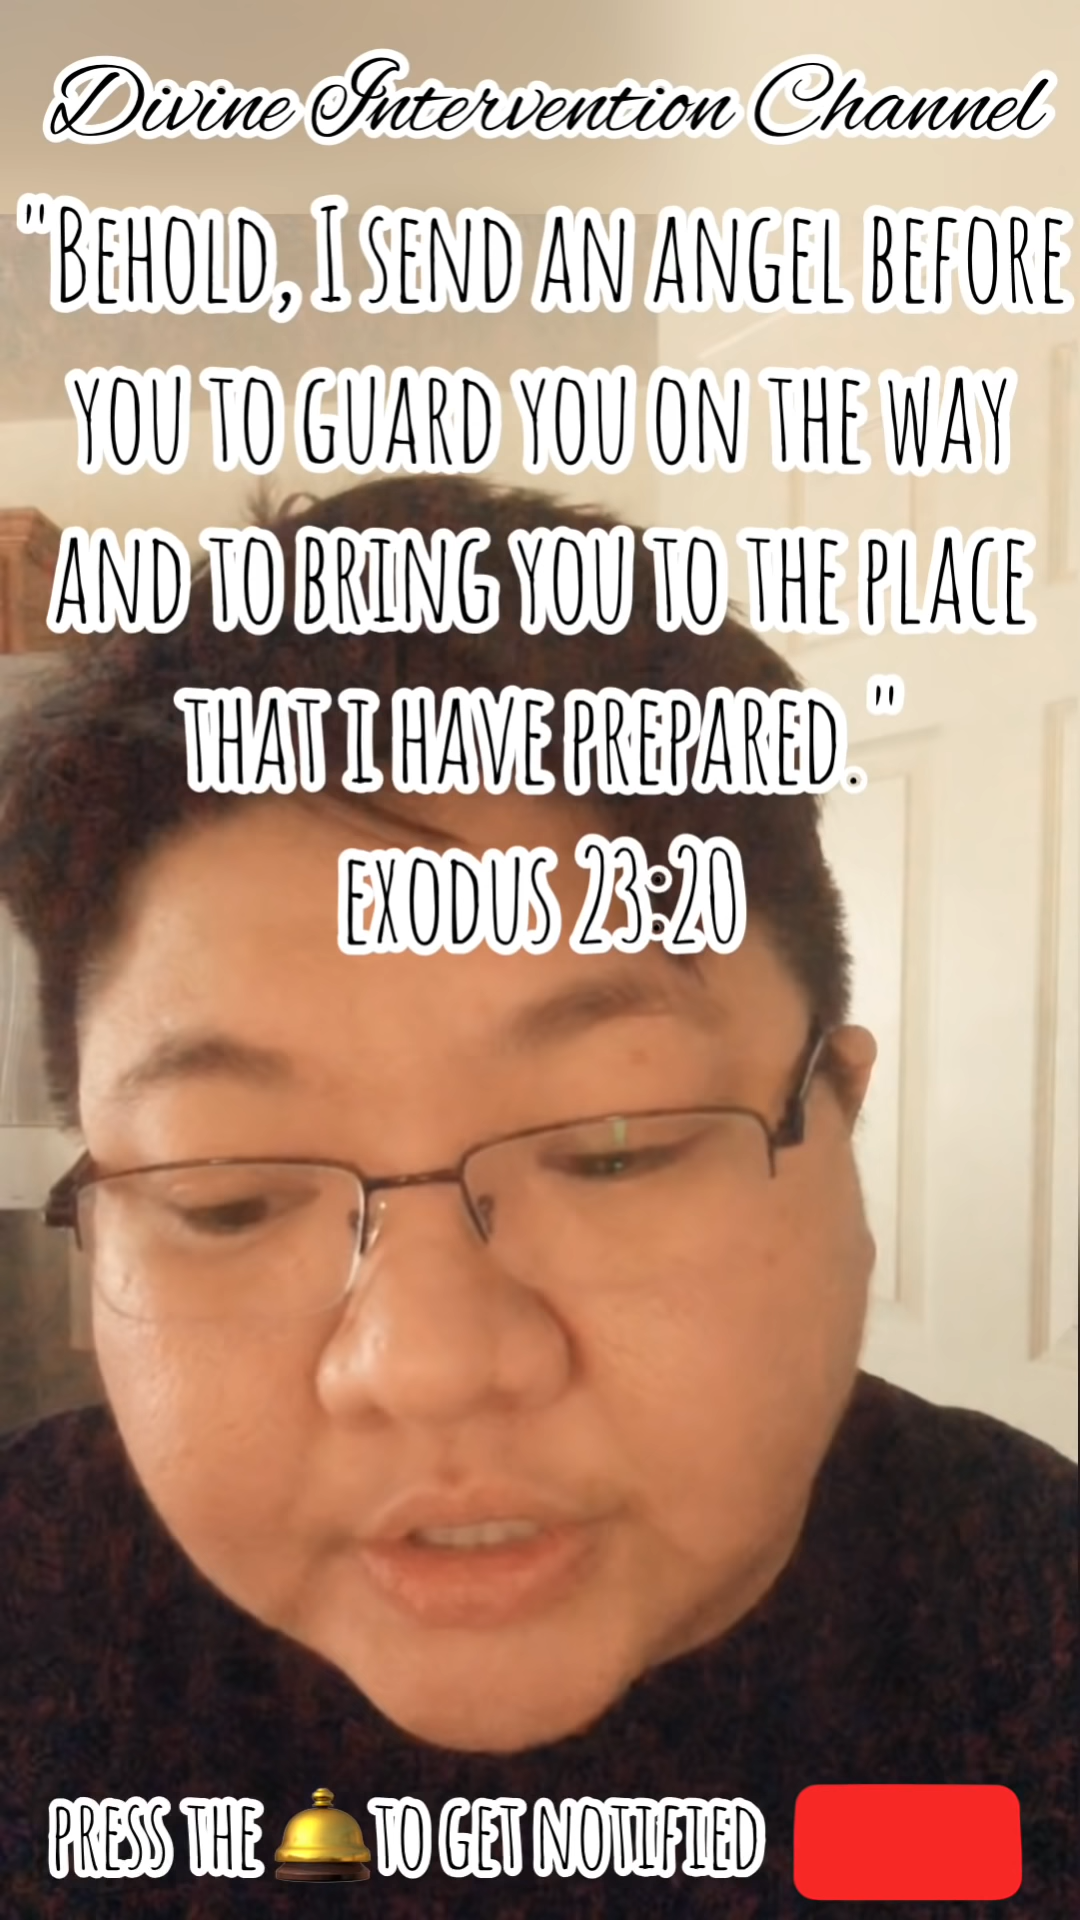 Divine Intervention Channel
"BEHOLD, I SEND AN ANGEL BEFORE
YOU TO GUARD YOU ON THE WAY
AND TO BRING YOU TO THE PLACE
THAT I HAVE PREPARED."
EXODUS 23:20
PRESS THE 🛎️ TO GET NOTIFIED